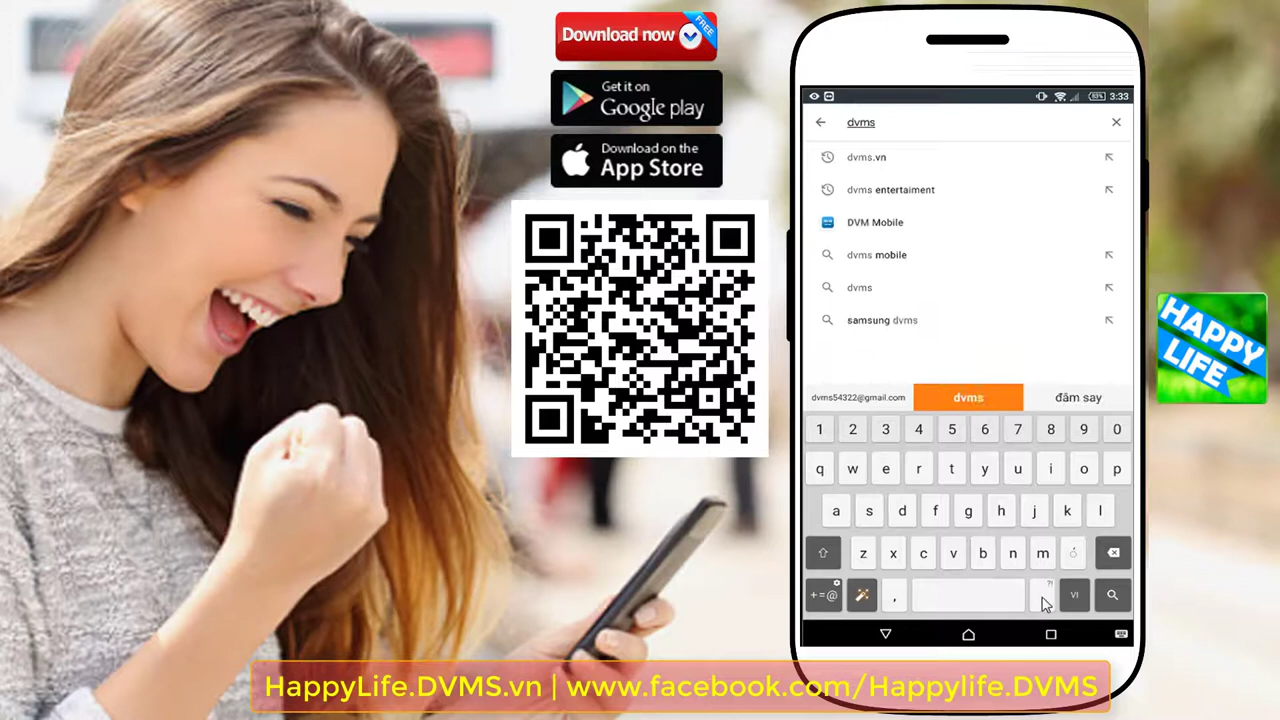 Download now
FREE
Get it on
Google play
Download on the
App Store
83% 3:33
dvms
dvms.vn
dvms entertaiment
DVM Mobile
dvms mobile
dvms
samsung dvms
dvms54322@gmail.com dvms đắm say
1 2 3 4 5 6 7 8 9 0
q w e r t y u i o p
a s d f g h j k l
z x c v b n m
+=@ , ?! VI
HAPPY
LIFE
HappyLife.DVMS.vn | www.facebook.com/Happylife.DVMS